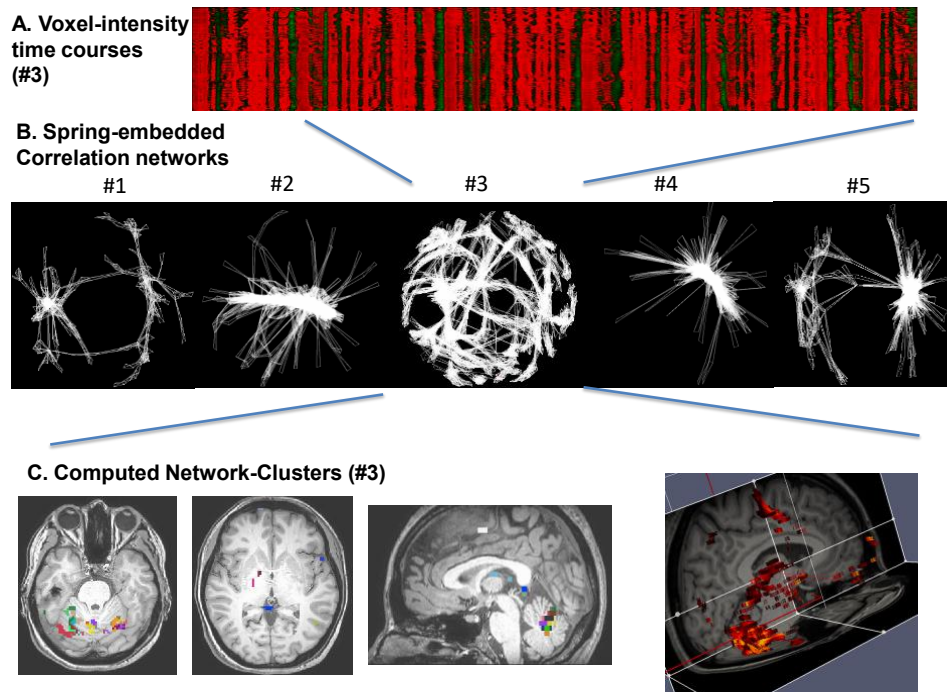 A. Voxel-intensity
time courses
(#3)
B. Spring-embedded
Correlation networks
#1 #2 #3 #4 #5
C. Computed Network-Clusters (#3)